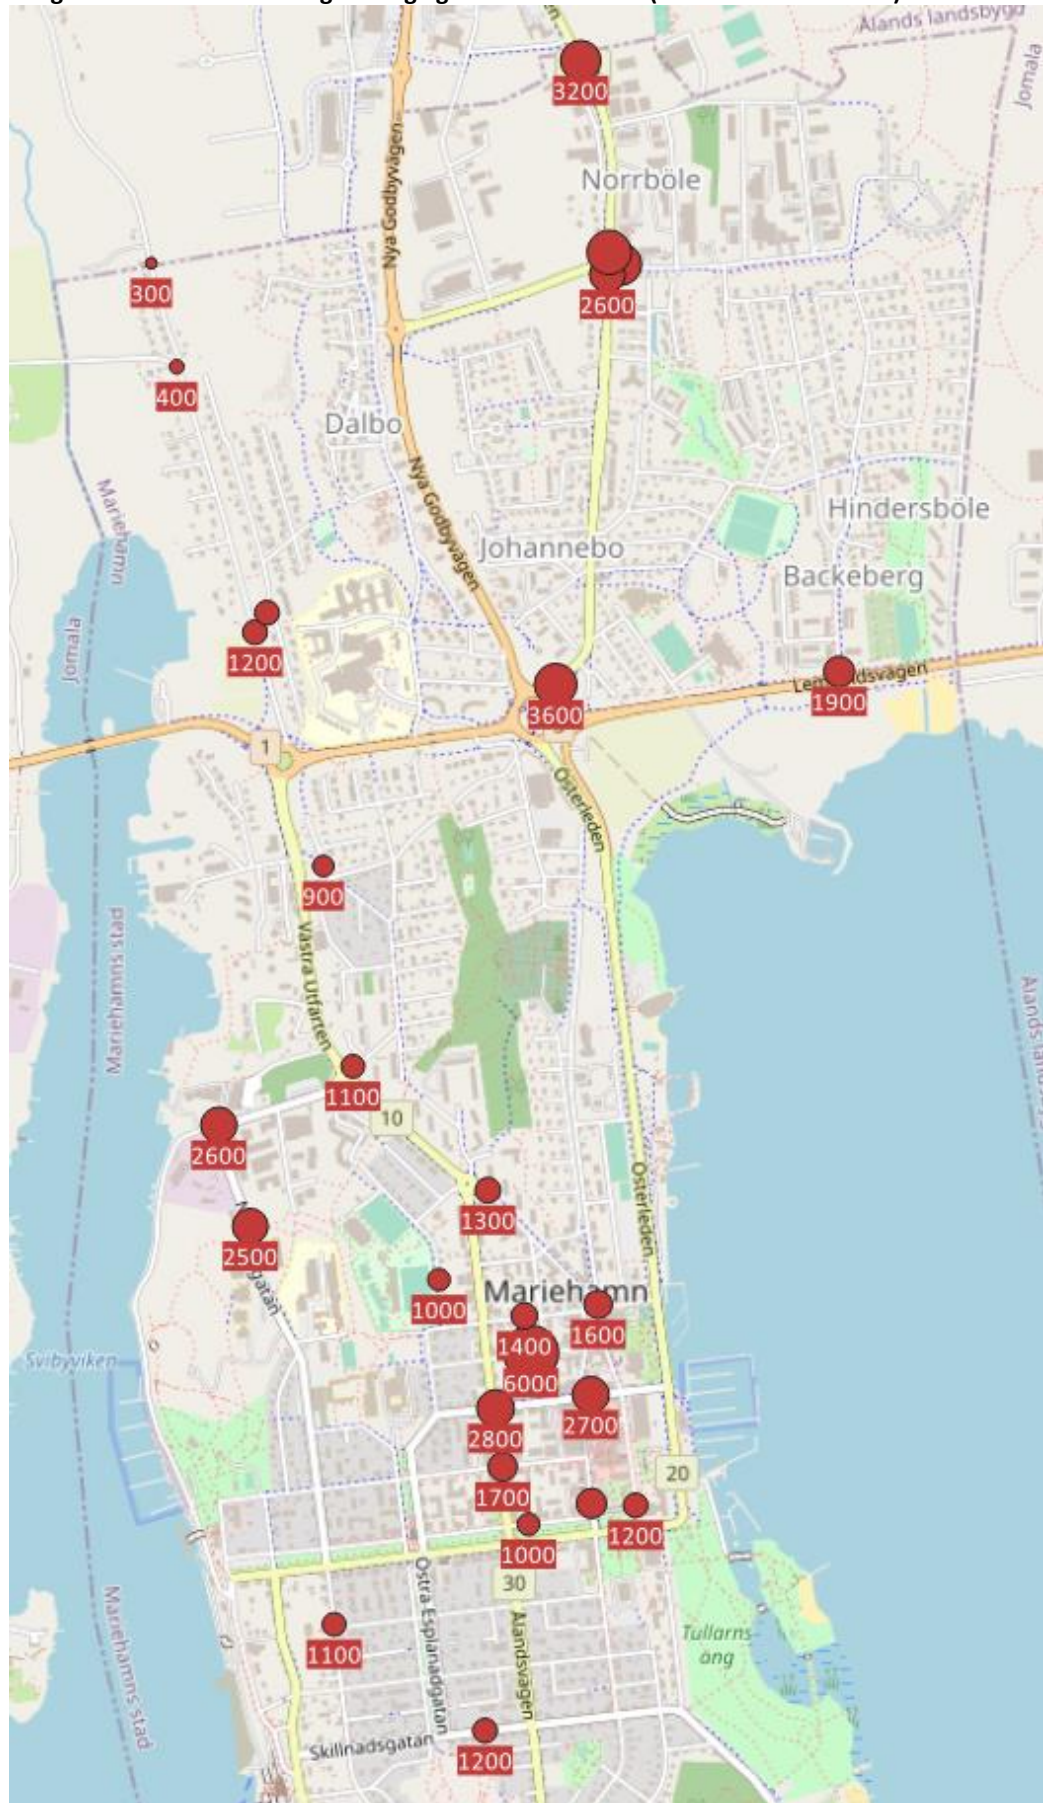 Ålands landsbygd
Jomala
3200
Norrböle
Nya Godbyvägen
300
2600
400
Dalbo
Nya Godbyvägen
Mariehamn
Hindersböle
Johannebo
Backeberg
Jomala
1200
1900
3600
1
Österleden
900
Västra Utfarten
Mariehamns stad
1100
10
2600
Österleden
1300
2500
gatan
1000
Mariehamn
1400
1600
6000
Svibyviken
2800
2700
1700
20
1200
1000
30
Östra Esplanadgatan
Ålandsvägen
1100
Tullarns
äng
Mariehamns stad
Skillnadsgatan
1200